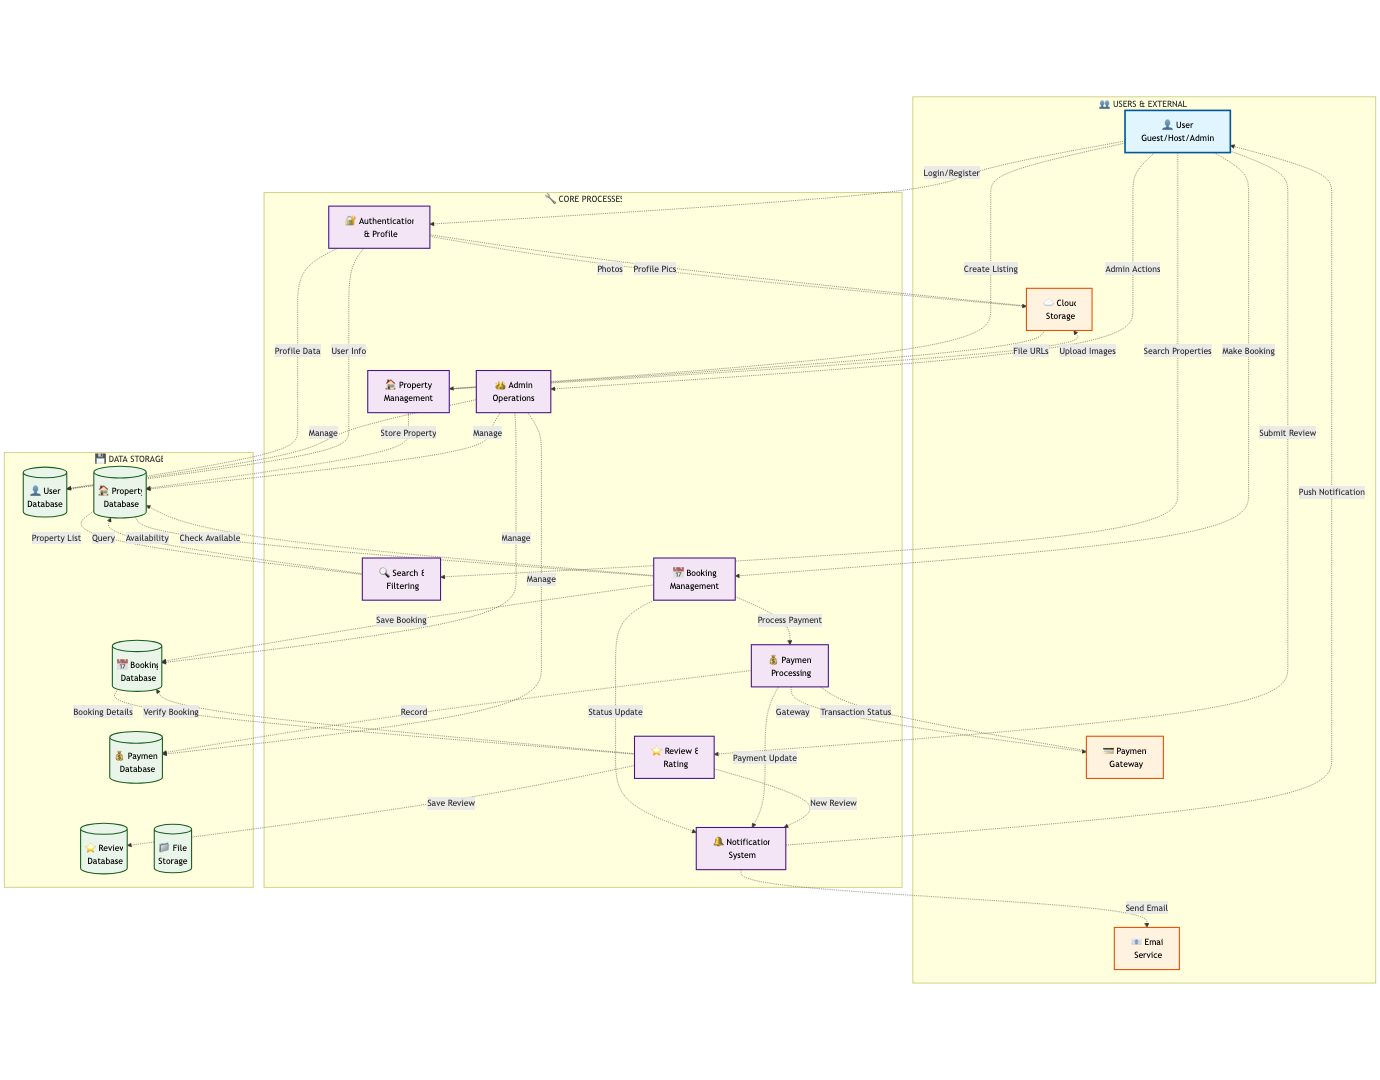 👥 USERS & EXTERNAL
👤 User
Guest/Host/Admin
Login/Register
🔧 CORE PROCESSES
🔐 Authentication
& Profile
Photos
Profile Pics
Create Listing
Admin Actions
☁️ Cloud
Storage
Profile Data
User Info
File URLs
Upload Images
Search Properties
Make Booking
🏠 Property
Management
👑 Admin
Operations
Manage
Store Property
Manage
Submit Review
💾 DATA STORAGE
👤 User
Database
🏠 Property
Database
Push Notification
Property List
Query
Availability
Check Available
Manage
🔍 Search &
Filtering
Manage
📅 Booking
Management
Save Booking
Process Payment
📅 Booking
Database
💰 Paymen
Processing
Booking Details
Verify Booking
Record
Status Update
Gateway
Transaction Status
💰 Paymen
Database
⭐ Review &
Rating
Payment Update
💳 Paymen
Gateway
Save Review
New Review
⭐ Review
Database
📁 File
Storage
🔔 Notification
System
Send Email
📧 Emai
Service